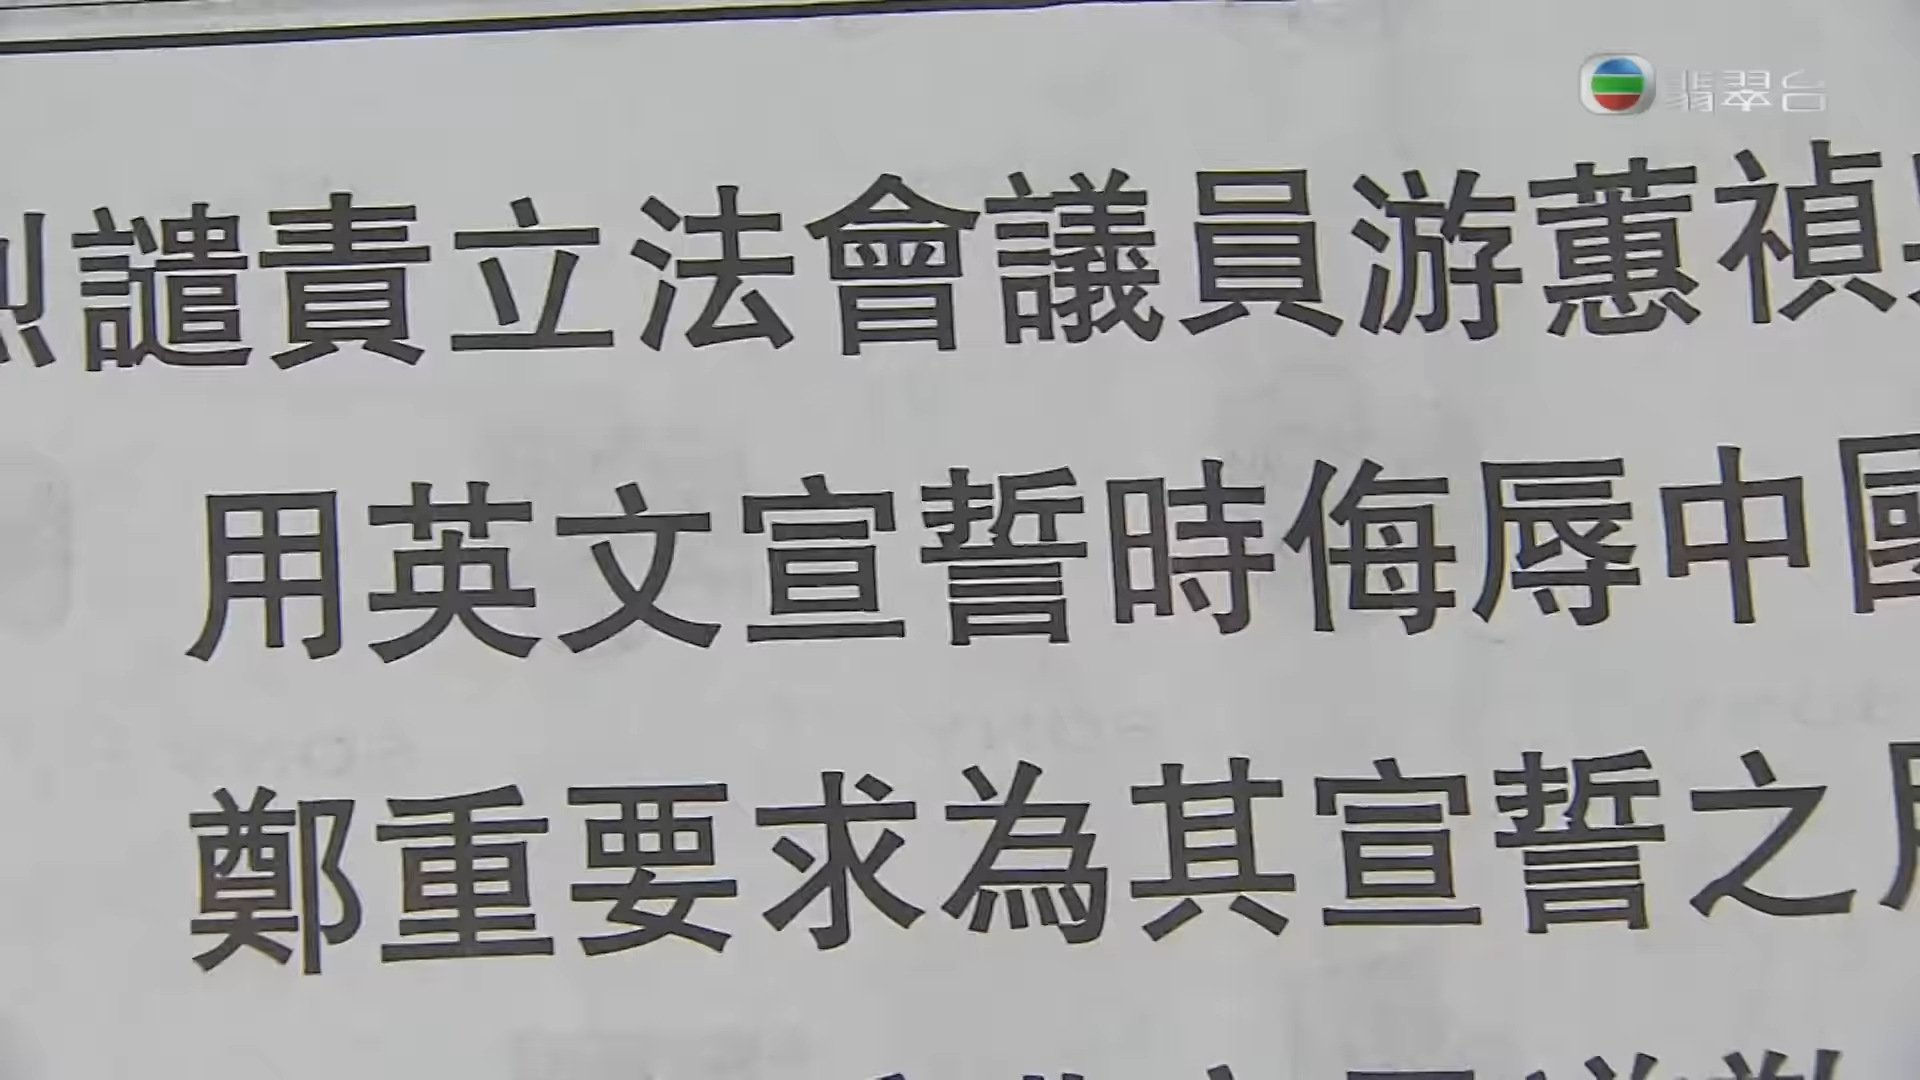 翡翠台
譴責立法會議員游蕙禎
用英文宣誓時侮辱中國
鄭重要求為其宣誓之